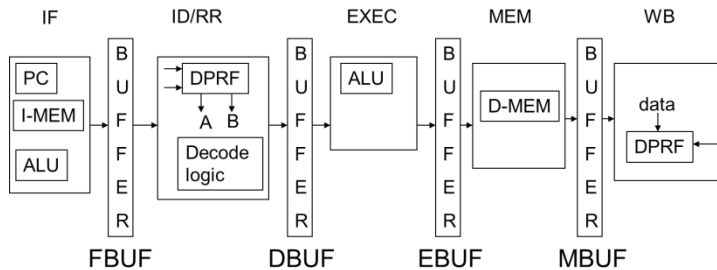 IF ID/RR EXEC MEM WB
B
U
F
F
E
R
B
U
F
F
E
R
B
U
F
F
E
R
B
U
F
F
E
R
PC
I-MEM
ALU
DPRF
A B
Decode
logic
ALU
D-MEM
data
DPRF
FBUF DBUF EBUF MBUF